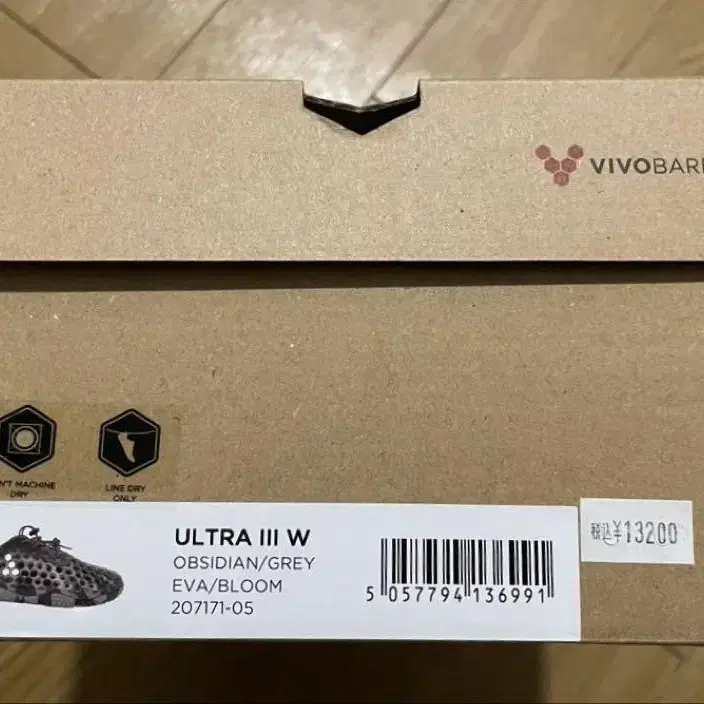 VIVOBAR
N'T MACHINE
DRY
LINE DRY
ONLY
ULTRA III W
OBSIDIAN/GREY
EVA/BLOOM
207171-05
5 057794 136991
税込¥13200